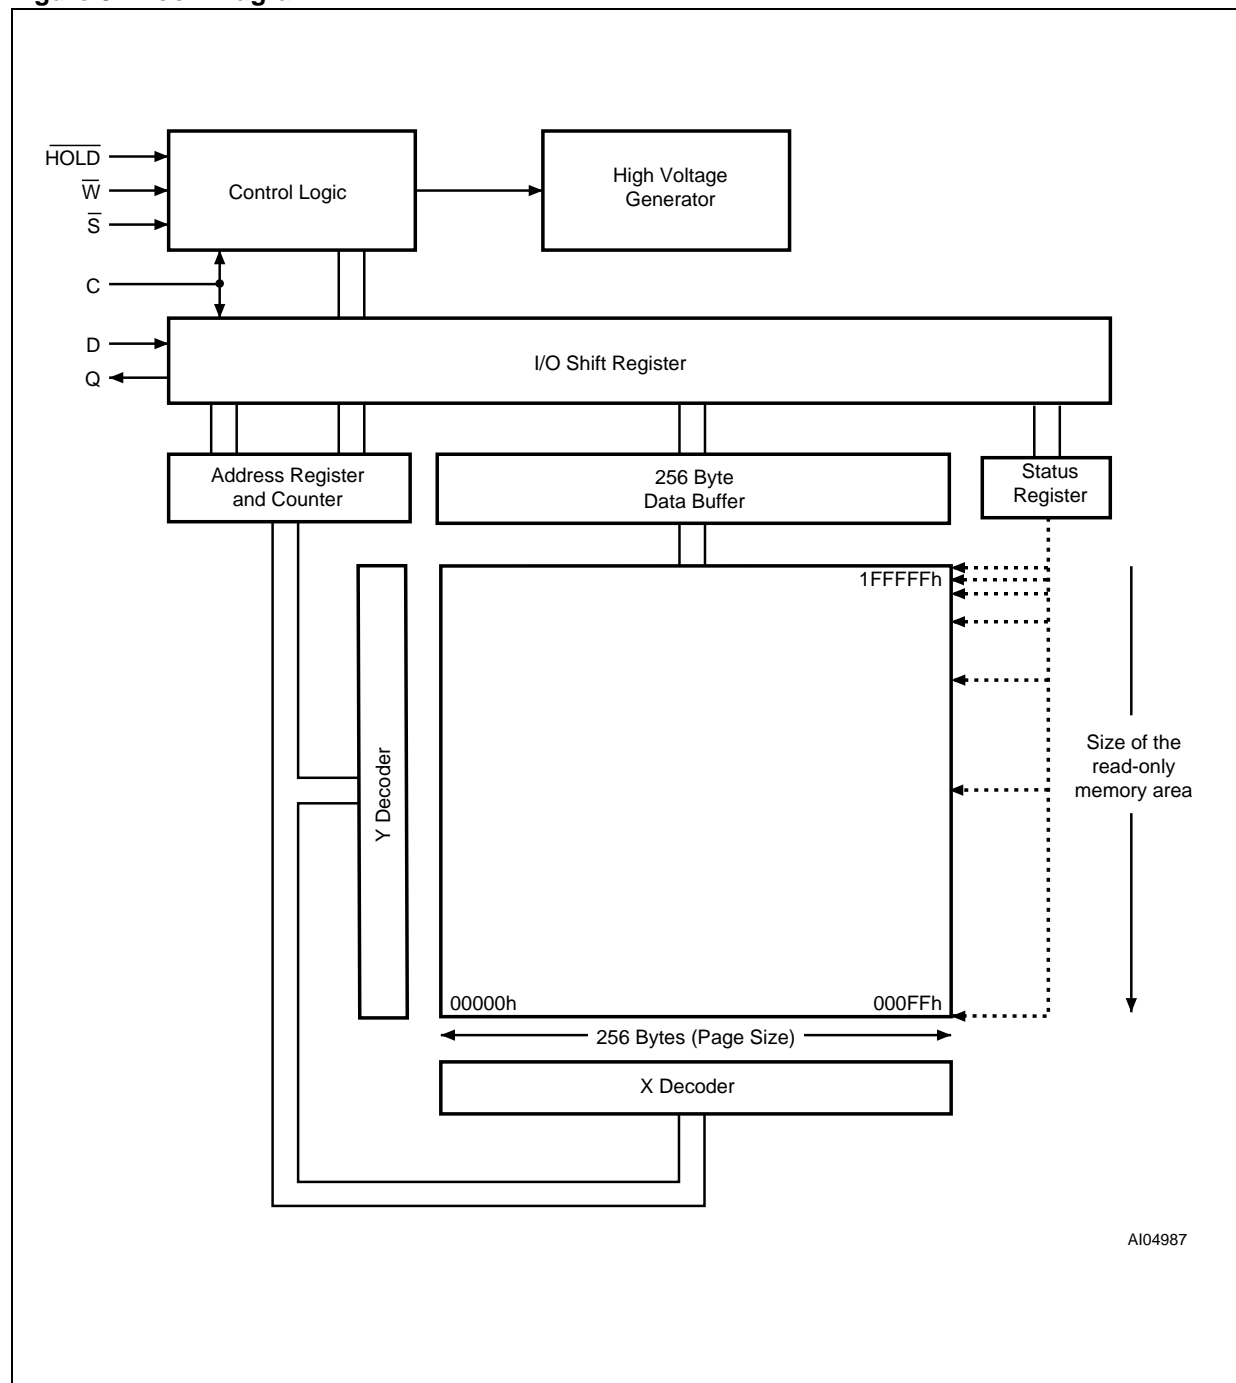 HOLD
W
S
C
D
Q
Control Logic
High Voltage
Generator
I/O Shift Register
Address Register
and Counter
256 Byte
Data Buffer
Status
Register
1FFFFFh
Size of the
read-only
memory area
Y Decoder
00000h
000FFh
256 Bytes (Page Size)
X Decoder
AI04987